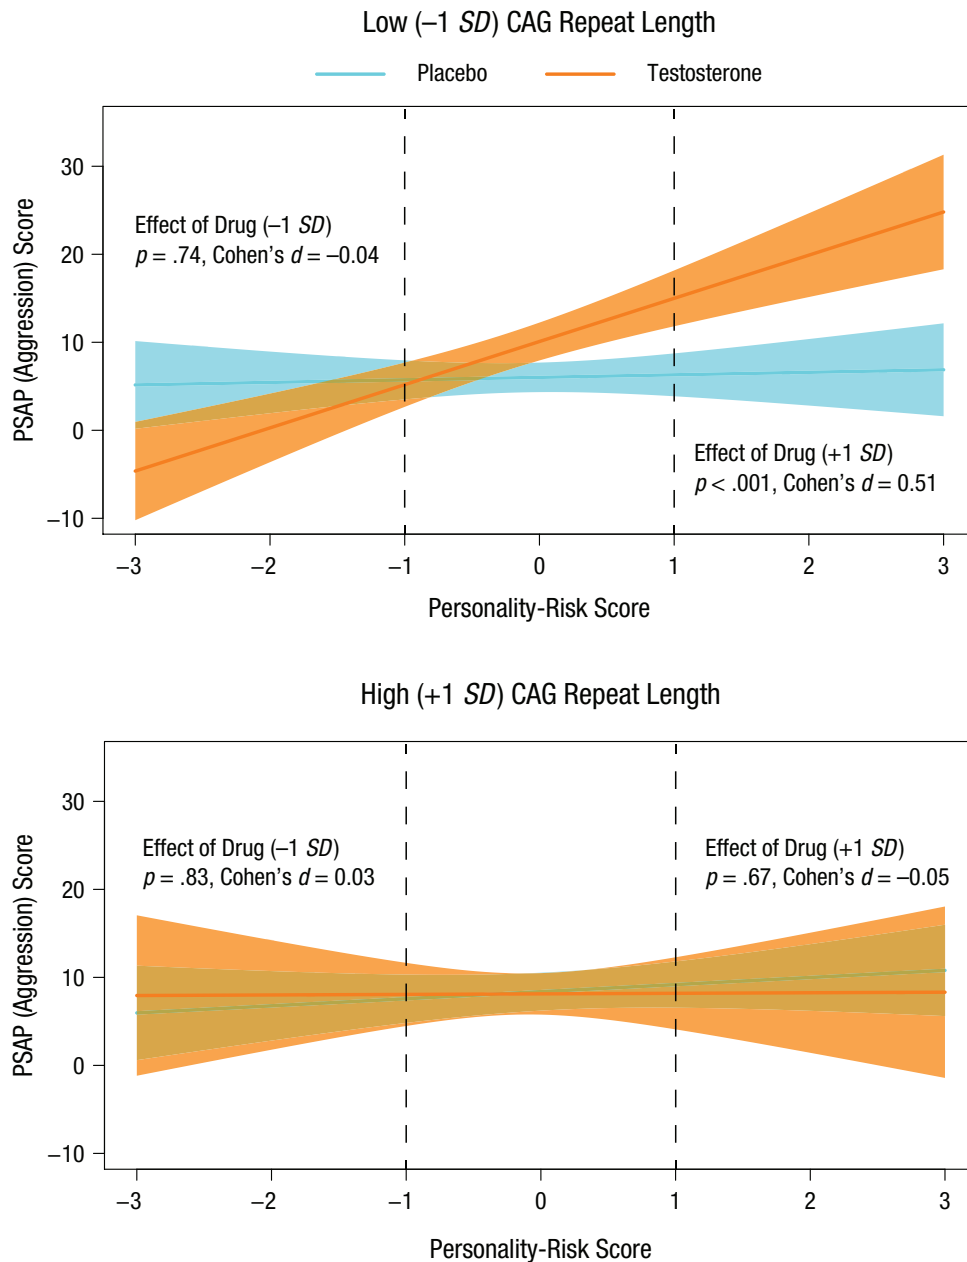 Low (–1 SD) CAG Repeat Length
Placebo Testosterone
PSAP (Aggression) Score
30
20
10
0
–10
Effect of Drug (–1 SD)
p = .74, Cohen's d = –0.04
Effect of Drug (+1 SD)
p < .001, Cohen's d = 0.51
–3 –2 –1 0 1 2 3
Personality-Risk Score
High (+1 SD) CAG Repeat Length
PSAP (Aggression) Score
30
20
10
0
–10
Effect of Drug (–1 SD)
p = .83, Cohen's d = 0.03
Effect of Drug (+1 SD)
p = .67, Cohen's d = –0.05
–3 –2 –1 0 1 2 3
Personality-Risk Score